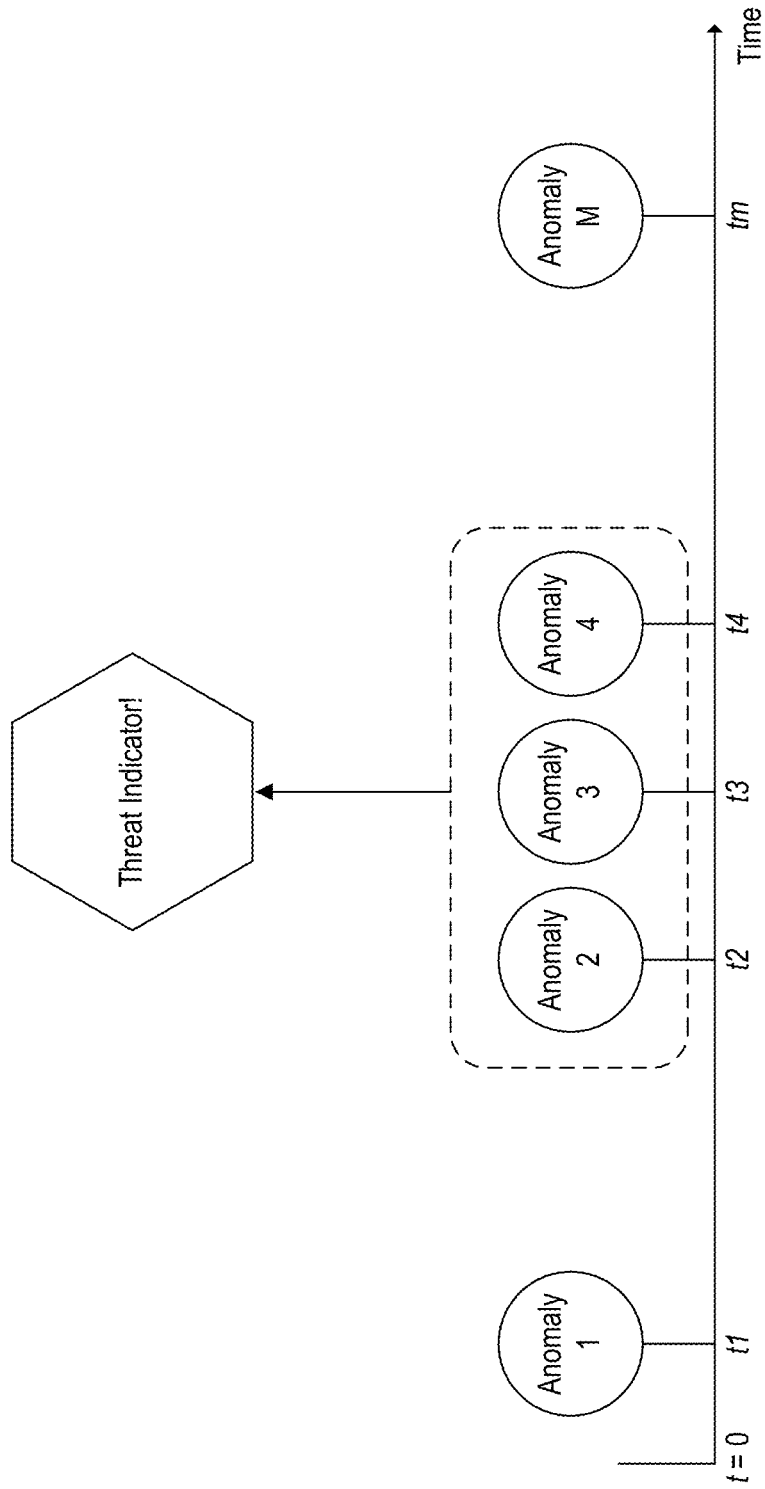 Threat Indicator!
Anomaly
1
Anomaly
2
Anomaly
3
Anomaly
4
Anomaly
M
t = 0
t1
t2
t3
t4
tm
Time